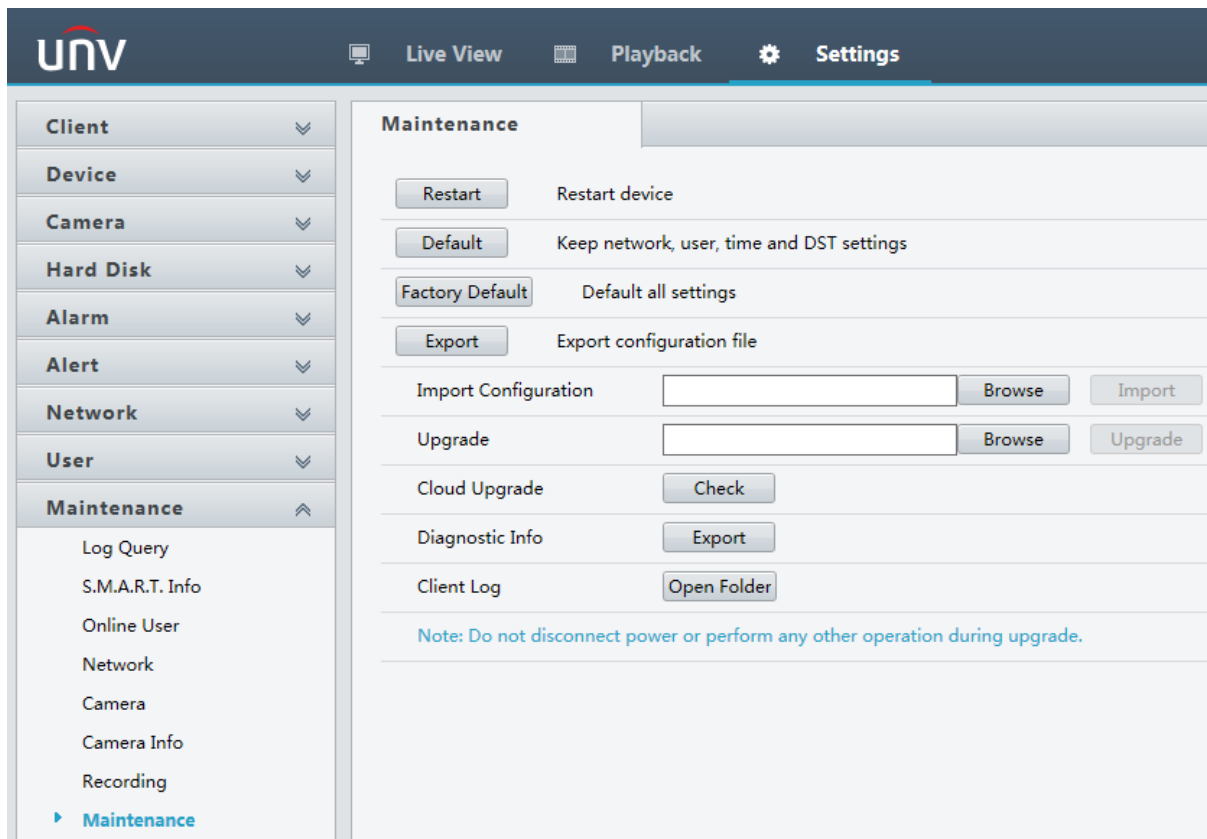 unv
Live View
Playback
Settings
Client
Device
Camera
Hard Disk
Alarm
Alert
Network
User
Maintenance
Log Query
S.M.A.R.T. Info
Online User
Network
Camera
Camera Info
Recording
Maintenance
Maintenance
Restart Restart device
Default Keep network, user, time and DST settings
Factory Default Default all settings
Export Export configuration file
Import Configuration Browse Import
Upgrade Browse Upgrade
Cloud Upgrade Check
Diagnostic Info Export
Client Log Open Folder
Note: Do not disconnect power or perform any other operation during upgrade.